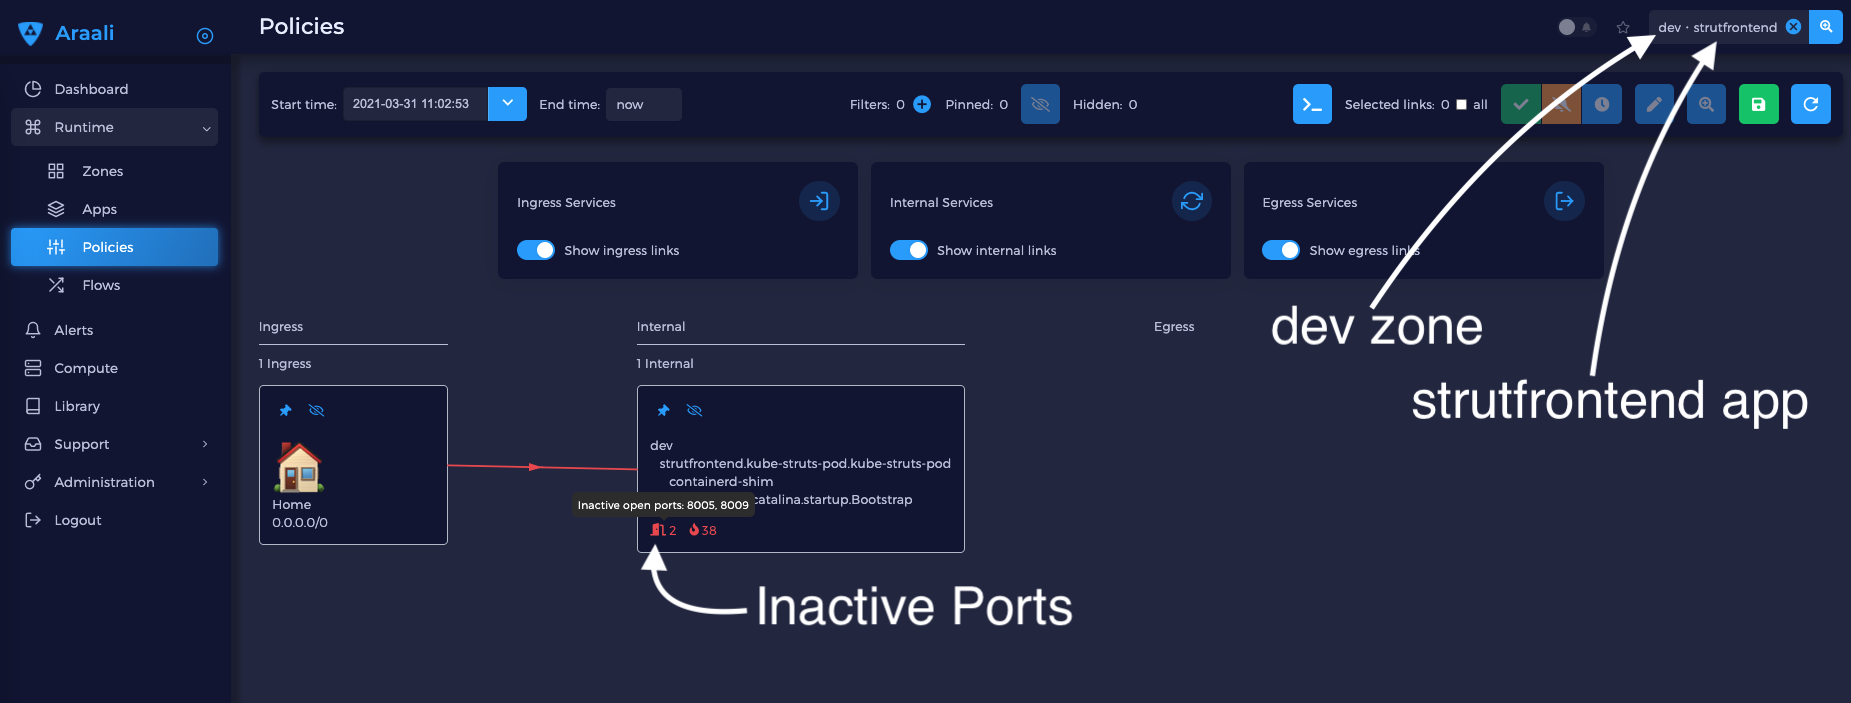 Araali
Policies
dev · strutfrontend
Dashboard
Runtime
Zones
Apps
Policies
Flows
Alerts
Compute
Library
Support
Administration
Logout
Start time: 2021-03-31 11:02:53 End time: now Filters: 0 Pinned: 0 Hidden: 0 Selected links: 0 all
Ingress Services
Show ingress links
Internal Services
Show internal links
Egress Services
Show egress links
Ingress
1 Ingress
Home
0.0.0.0/0
Internal
1 Internal
dev
strutfrontend.kube-struts-pod.kube-struts-pod
containerd-shim
catalina.startup.Bootstrap
Inactive open ports: 8005, 8009
2 38
Egress
dev zone
strutfrontend app
Inactive Ports